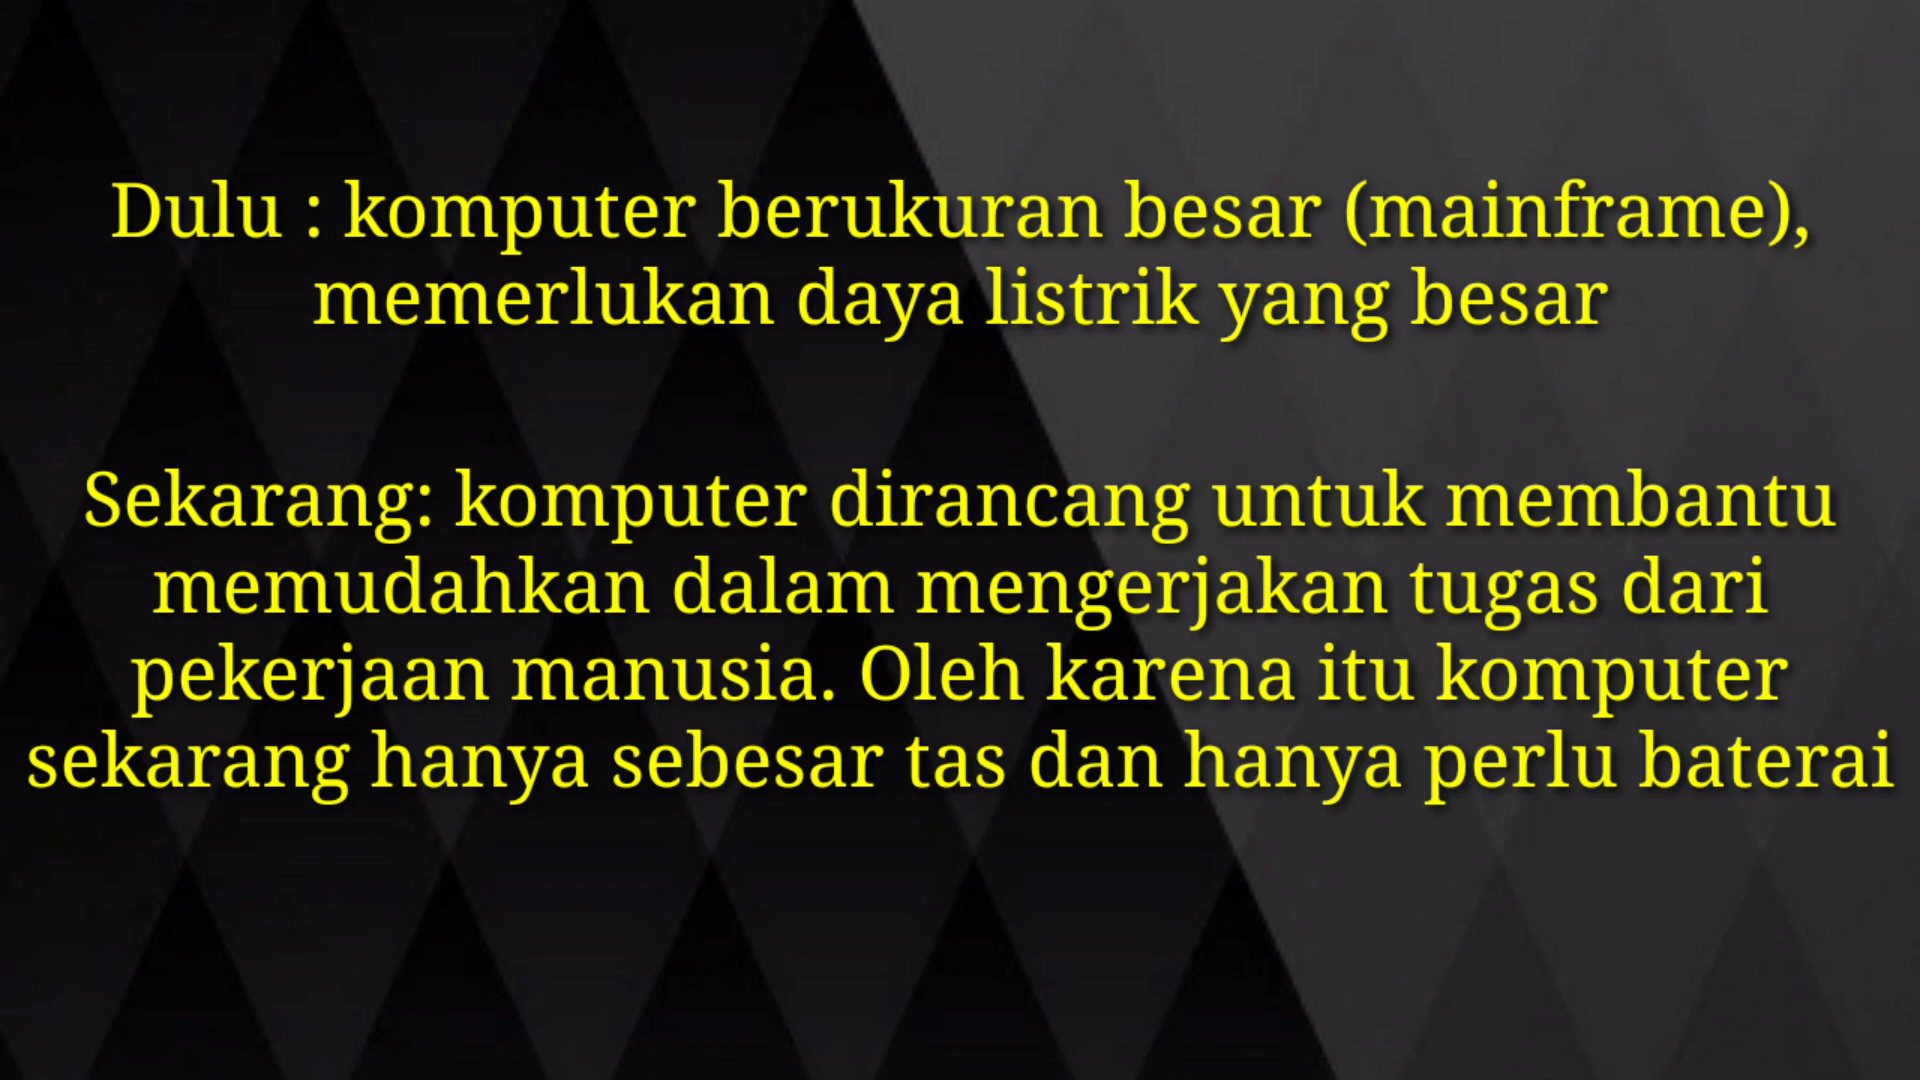 Dulu : komputer berukuran besar (mainframe),
memerlukan daya listrik yang besar
Sekarang: komputer dirancang untuk membantu
memudahkan dalam mengerjakan tugas dari
pekerjaan manusia. Oleh karena itu komputer
sekarang hanya sebesar tas dan hanya perlu baterai